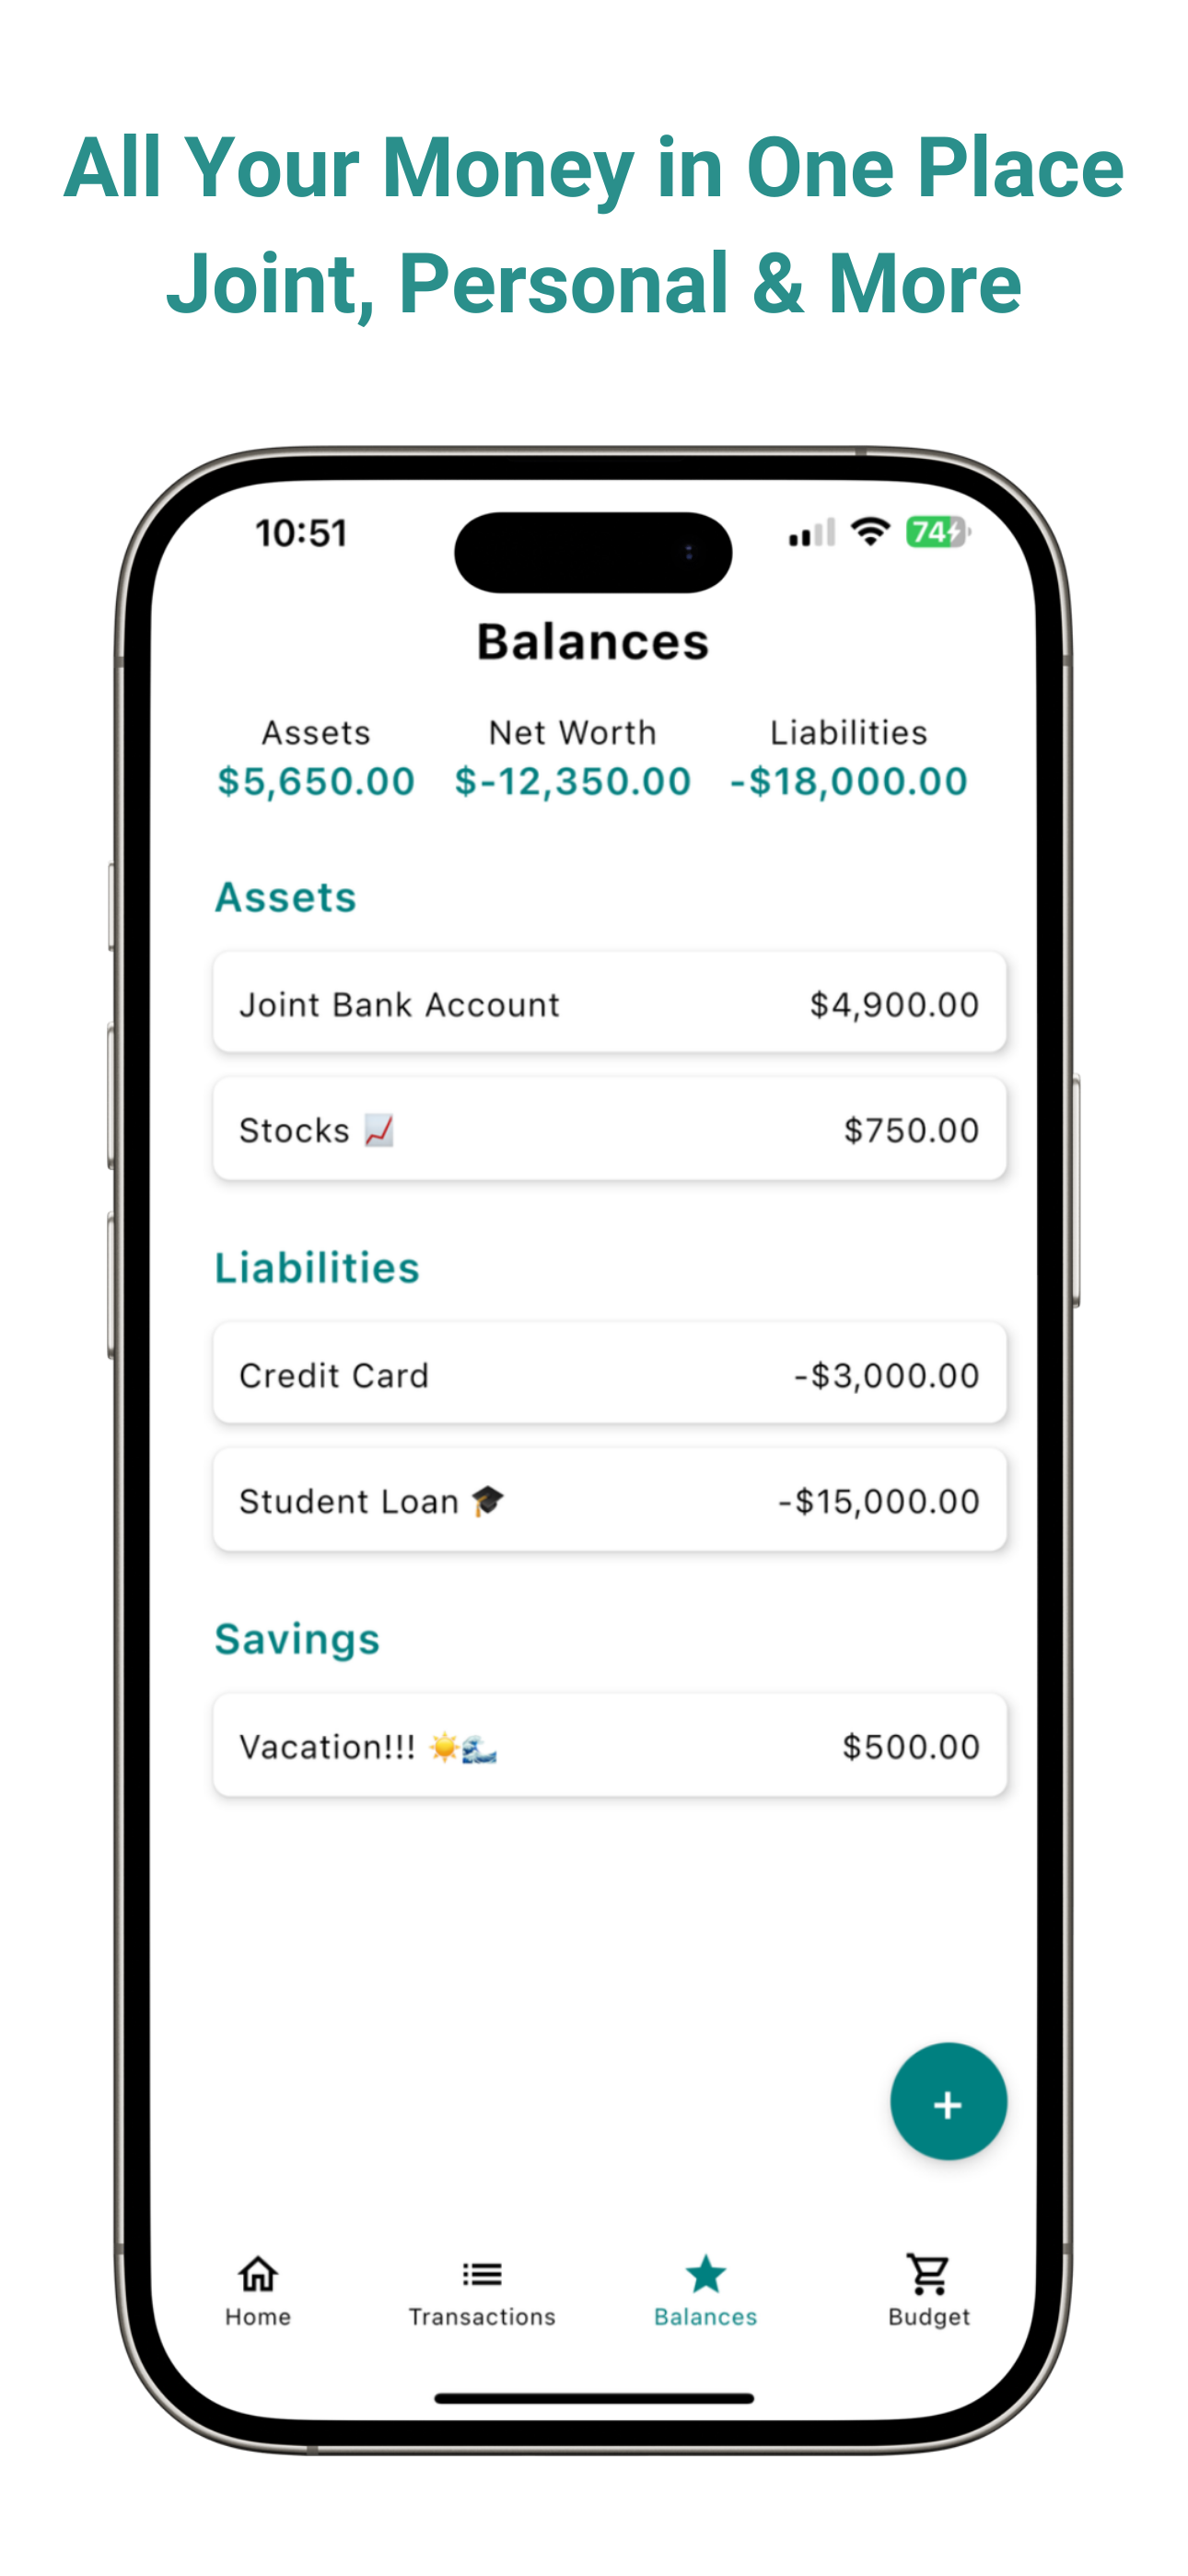 All Your Money in One Place
Joint, Personal & More
10:51
74
Balances
Assets Net Worth Liabilities
$5,650.00 $-12,350.00 -$18,000.00
Assets
Joint Bank Account $4,900.00
Stocks 📈 $750.00
Liabilities
Credit Card -$3,000.00
Student Loan 🎓 -$15,000.00
Savings
Vacation!!! ☀️🌊 $500.00
+
Home Transactions Balances Budget